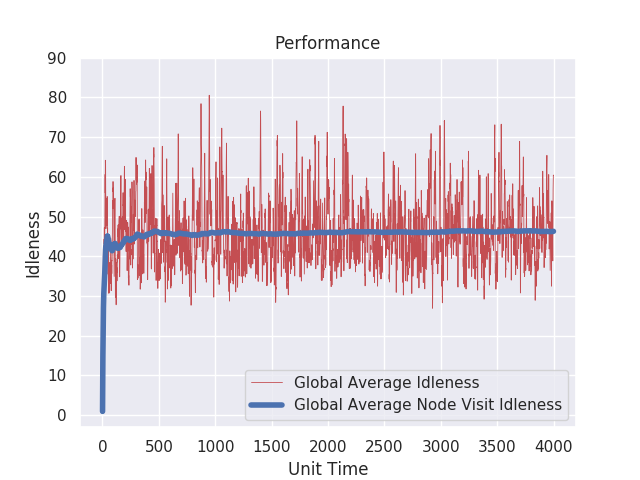 Performance
90
80
70
60
50
40
30
20
10
0
Idleness
Global Average Idleness
Global Average Node Visit Idleness
0 500 1000 1500 2000 2500 3000 3500 4000
Unit Time